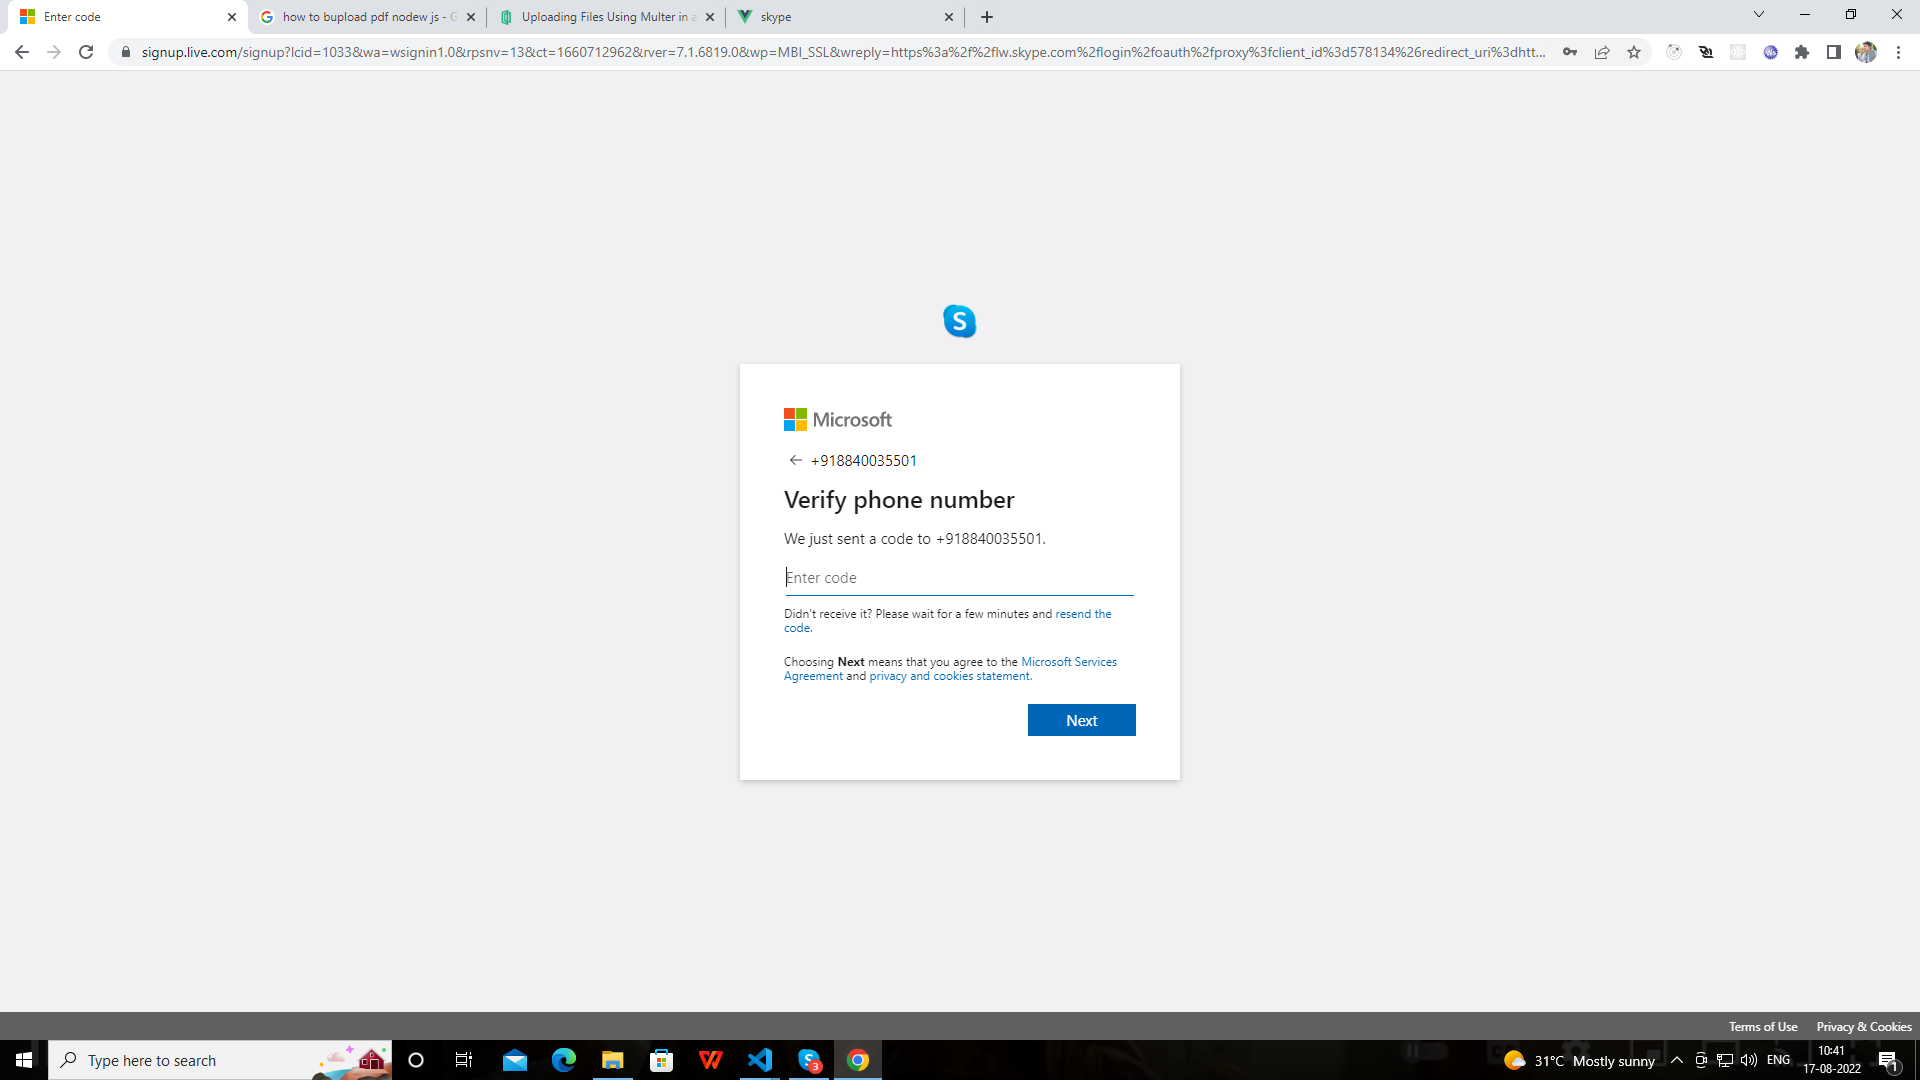 Enter code
how to bupload pdf nodew js - G
Uploading Files Using Multer in a
skype
signup.live.com/signup?lcid=1033&wa=wsignin1.0&rpsnv=13&ct=1660712962&rver=7.1.6819.0&wp=MBI_SSL&wreply=https%3a%2f%2flw.skype.com%2flogin%2foauth%2fproxy%3fclient_id%3d578134%26redirect_uri%3dhtt...
S
Microsoft
+918840035501
Verify phone number
We just sent a code to +918840035501.
Enter code
Didn't receive it? Please wait for a few minutes and resend the
code.
Choosing Next means that you agree to the Microsoft Services
Agreement and privacy and cookies statement.
Next
Terms of Use
Privacy & Cookies
Type here to search
3
31°C Mostly sunny
ENG
10:41
17-08-2022
1